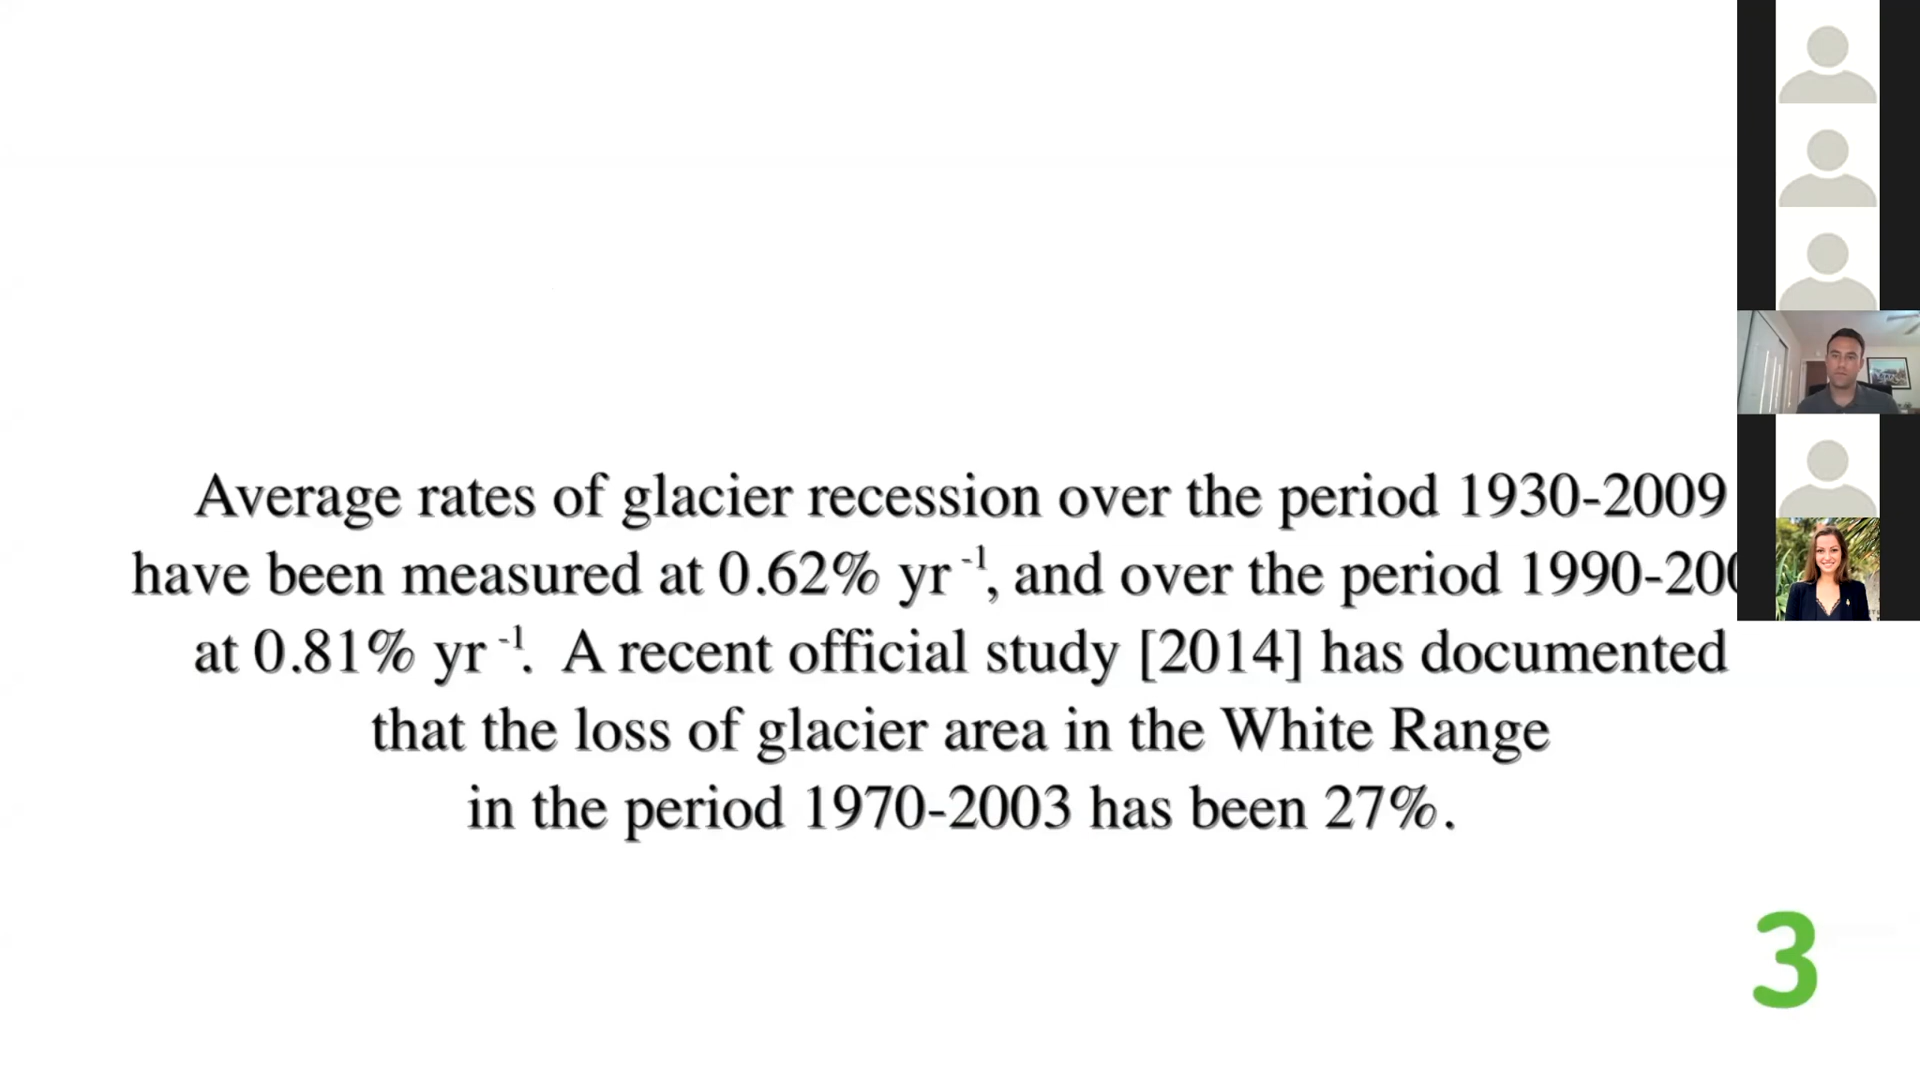 Average rates of glacier recession over the period 1930-2009
have been measured at 0.62% yr -1, and over the period
at 0.81% yr -1. A recent official study [2014] has documented
that the loss of glacier area in the White Range
in the period 1970-2003 has been 27%.
3